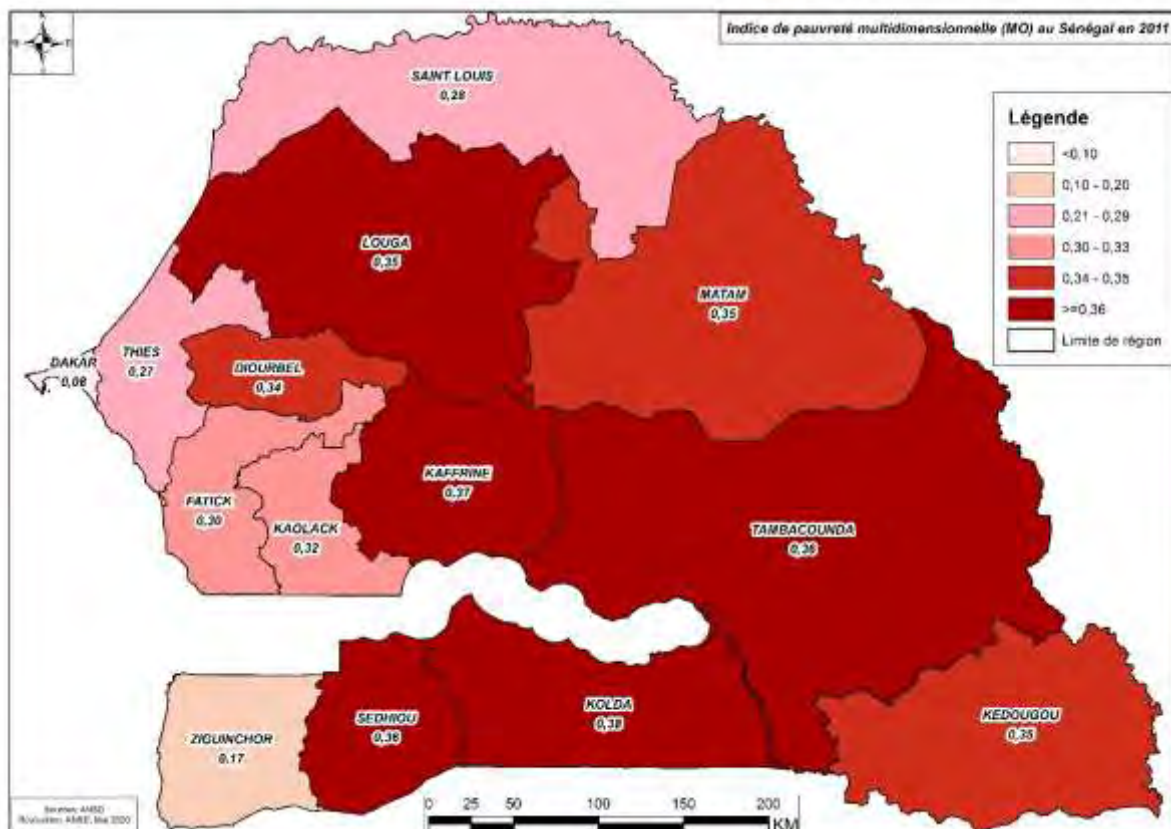 Indice de pauvreté multidimensionnelle (MO) au Sénégal en 2011
SAINT LOUIS
0,28
Légende
<0,10
0,10 - 0,20
0,21 - 0,29
0,30 - 0,33
0,34 - 0,35
>=0,36
Limite de région
LOUGA
0,35
MATAM
0,35
THIES
0,27
DAKAR
0,08
DIOURBEL
0,34
KAFFRINE
0,37
FATICK
0,30
KAOLACK
0,32
TAMBACOUNDA
0,36
KOLDA
0,38
SEDHIOU
0,36
KEDOUGOU
0,35
ZIGUINCHOR
0,17
0 25 50 100 150 200
KM
Sources: ANSD